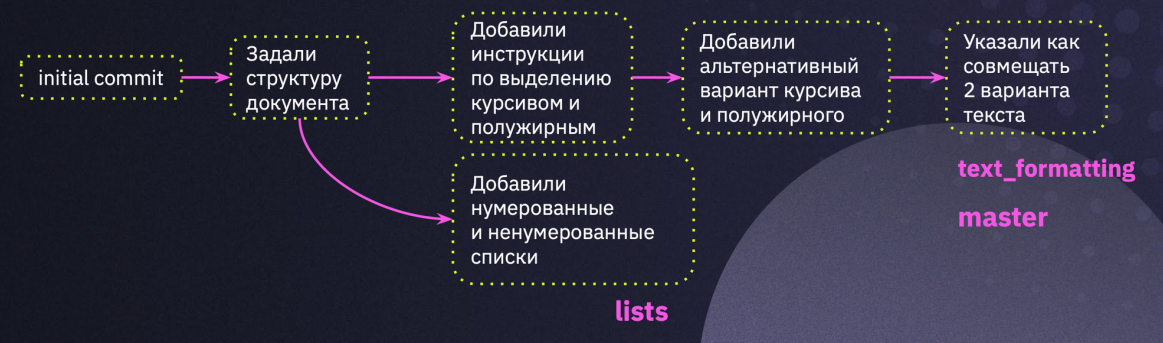 initial commit
Задали
структуру
документа
Добавили
инструкции
по выделению
курсивом и
полужирным
Добавили
альтернативный
вариант курсива
и полужирного
Указали как
совмещать
2 варианта
текста
text_formatting
master
Добавили
нумерованные
и ненумерованные
списки
lists